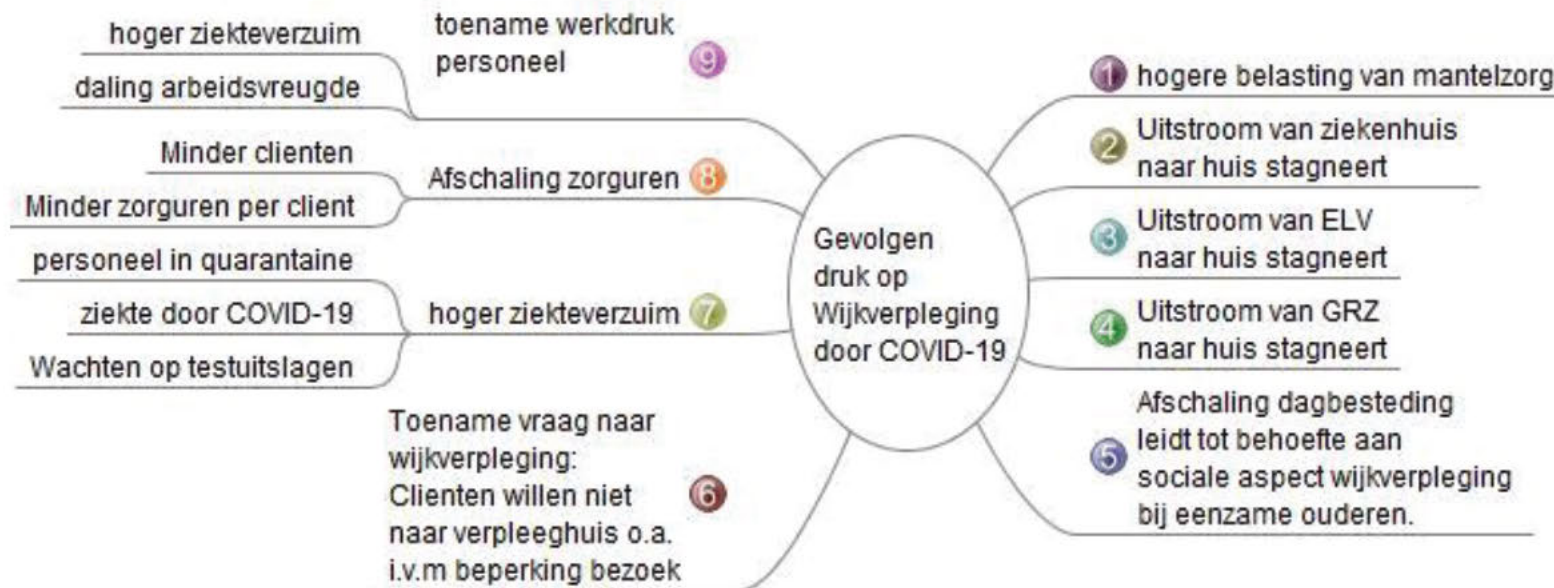 Gevolgen
druk op
Wijkverpleging
door COVID-19
1 hogere belasting van mantelzorg
2 Uitstroom van ziekenhuis
naar huis stagneert
3 Uitstroom van ELV
naar huis stagneert
4 Uitstroom van GRZ
naar huis stagneert
5 Afschaling dagbesteding
leidt tot behoefte aan
sociale aspect wijkverpleging
bij eenzame ouderen.
6 Toename vraag naar
wijkverpleging:
Clienten willen niet
naar verpleeghuis o.a.
i.v.m beperking bezoek
hoger ziekteverzuim 7
personeel in quarantaine
ziekte door COVID-19
Wachten op testuitslagen
Afschaling zorguren 8
Minder clienten
Minder zorguren per client
toename werkdruk
personeel 9
hoger ziekteverzuim
daling arbeidsvreugde